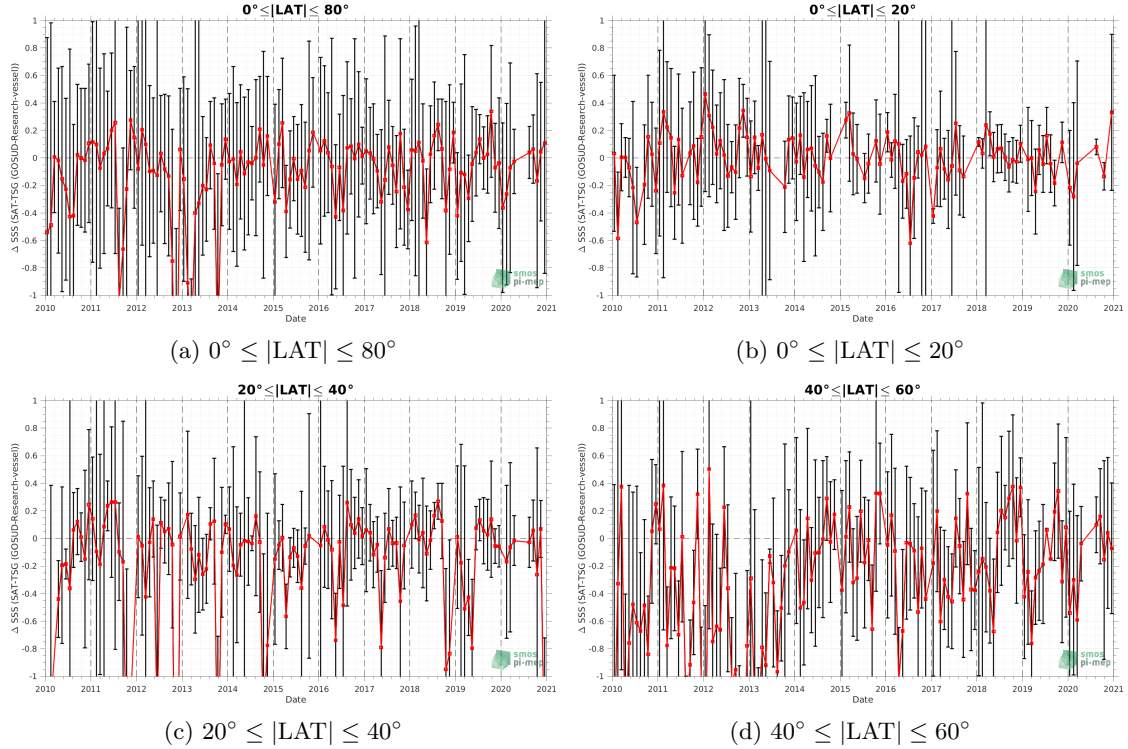 0°≤|LAT|≤ 80°
Δ SSS (SAT-TSG (GOSUD-Research-vessel))
1
0.8
0.6
0.4
0.2
0
-0.2
-0.4
-0.6
-0.8
-1
2010 2011 2012 2013 2014 2015 2016 2017 2018 2019 2020 2021
Date
smos
pi-mep
(a) 0° ≤ |LAT| ≤ 80°
0°≤|LAT|≤ 20°
Δ SSS (SAT-TSG (GOSUD-Research-vessel))
1
0.8
0.6
0.4
0.2
0
-0.2
-0.4
-0.6
-0.8
-1
2010 2011 2012 2013 2014 2015 2016 2017 2018 2019 2020 2021
Date
smos
pi-mep
(b) 0° ≤ |LAT| ≤ 20°
20°≤|LAT|≤ 40°
Δ SSS (SAT-TSG (GOSUD-Research-vessel))
1
0.8
0.6
0.4
0.2
0
-0.2
-0.4
-0.6
-0.8
-1
2010 2011 2012 2013 2014 2015 2016 2017 2018 2019 2020 2021
Date
smos
pi-mep
(c) 20° ≤ |LAT| ≤ 40°
40°≤|LAT|≤ 60°
Δ SSS (SAT-TSG (GOSUD-Research-vessel))
1
0.8
0.6
0.4
0.2
0
-0.2
-0.4
-0.6
-0.8
-1
2010 2011 2012 2013 2014 2015 2016 2017 2018 2019 2020 2021
Date
smos
pi-mep
(d) 40° ≤ |LAT| ≤ 60°